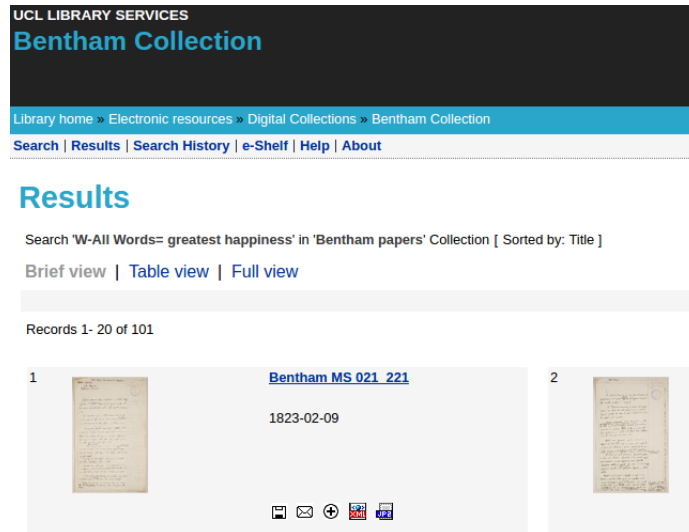 UCL LIBRARY SERVICES
Bentham Collection
Library home » Electronic resources » Digital Collections » Bentham Collection
Search | Results | Search History | e-Shelf | Help | About
Results
Search 'W-All Words= greatest happiness' in 'Bentham papers' Collection [ Sorted by: Title ]
Brief view | Table view | Full view
Records 1- 20 of 101
1
Bentham MS 021_221
2
1823-02-09
XML
JP2